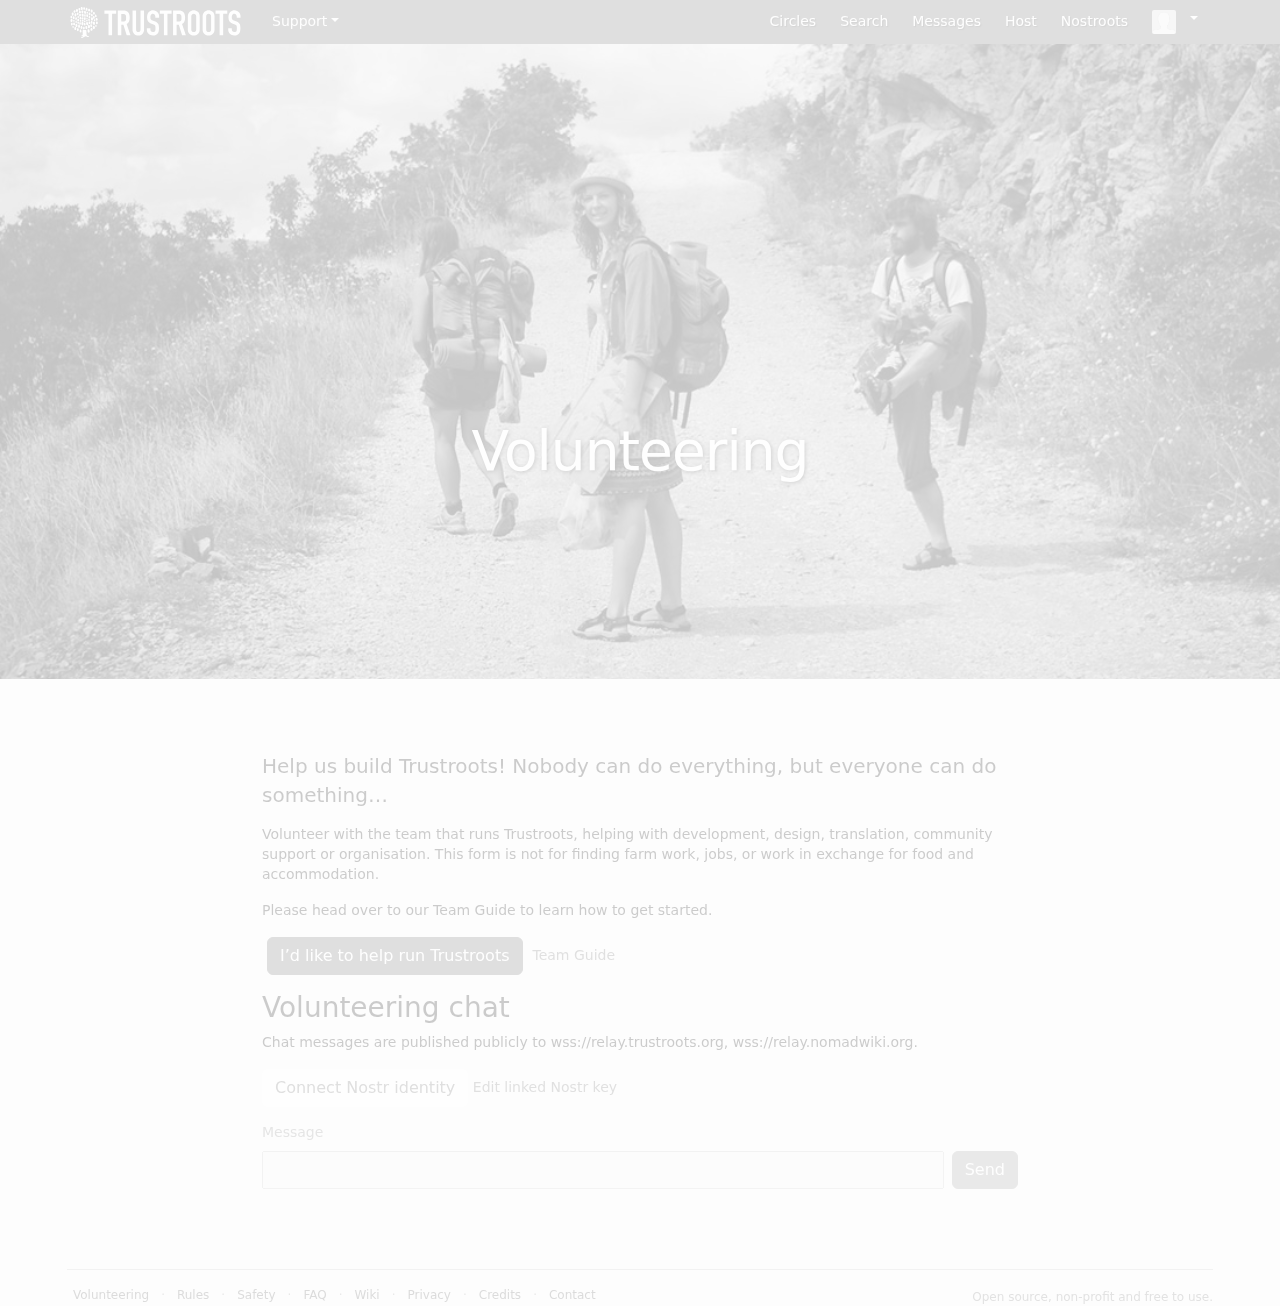 TRUSTROOTS Support Circles Search Messages Host Nostroots
Volunteering
Help us build Trustroots! Nobody can do everything, but everyone can do
something…
Volunteer with the team that runs Trustroots, helping with development, design, translation, community
support or organisation. This form is not for finding farm work, jobs, or work in exchange for food and
accommodation.
Please head over to our Team Guide to learn how to get started.
I'd like to help run Trustroots Team Guide
Volunteering chat
Chat messages are published publicly to wss://relay.trustroots.org, wss://relay.nomadwiki.org.
Connect Nostr identity Edit linked Nostr key
Message
Send
Volunteering · Rules · Safety · FAQ · Wiki · Privacy · Credits · Contact Open source, non-profit and free to use.